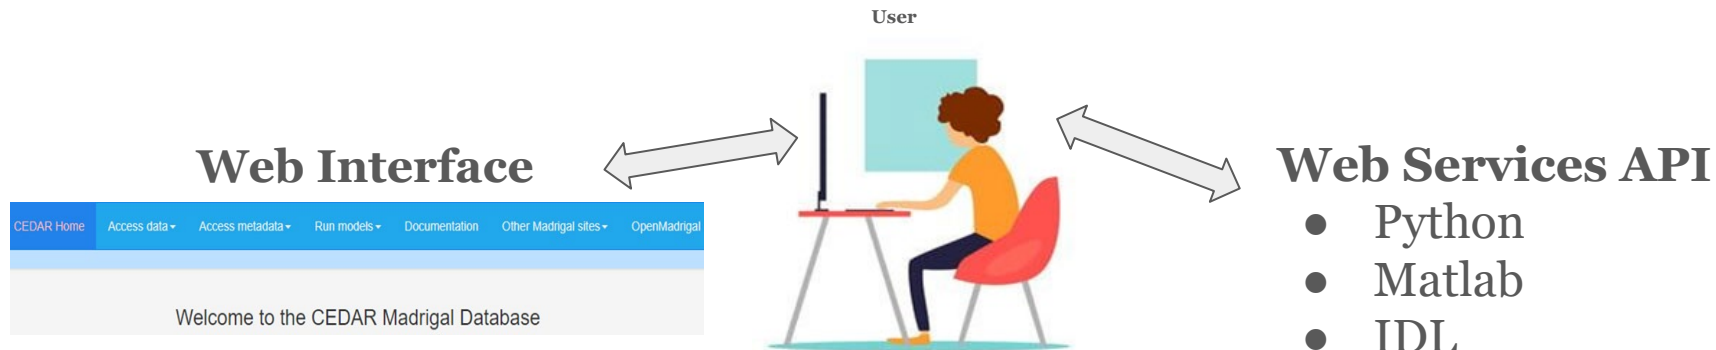 User
Web Interface
CEDAR Home Access data Access metadata Run models Documentation Other Madrigal sites OpenMadrigal
Welcome to the CEDAR Madrigal Database
Web Services API
● Python
● Matlab
● IDL